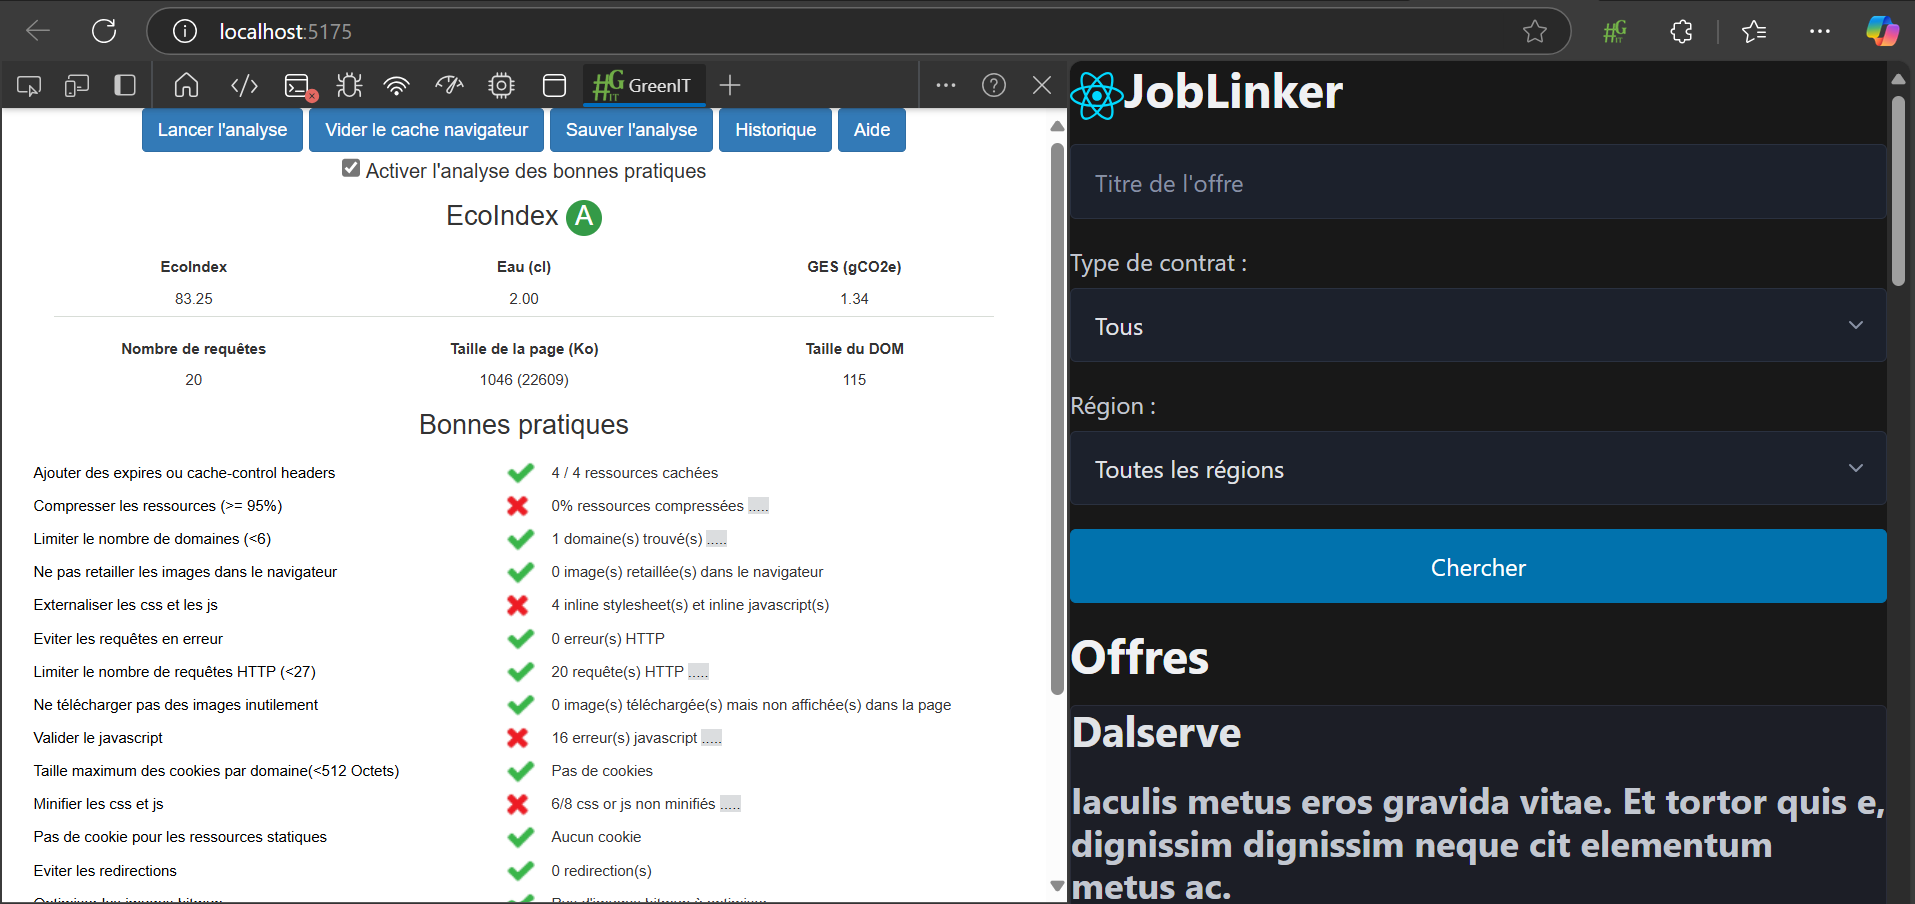 localhost:5175
#G IT
#G IT GreenIT
Lancer l'analyse Vider le cache navigateur Sauver l'analyse Historique Aide
Activer l'analyse des bonnes pratiques
EcoIndex A
EcoIndex Eau (cl) GES (gCO2e)
83.25 2.00 1.34
Nombre de requêtes Taille de la page (Ko) Taille du DOM
20 1046 (22609) 115
Bonnes pratiques
Ajouter des expires ou cache-control headers 4 / 4 ressources cachées
Compresser les ressources (>= 95%) 0% ressources compressées .....
Limiter le nombre de domaines (<6) 1 domaine(s) trouvé(s) .....
Ne pas retailler les images dans le navigateur 0 image(s) retaillée(s) dans le navigateur
Externaliser les css et les js 4 inline stylesheet(s) et inline javascript(s)
Eviter les requêtes en erreur 0 erreur(s) HTTP
Limiter le nombre de requêtes HTTP (<27) 20 requête(s) HTTP .....
Ne télécharger pas des images inutilement 0 image(s) téléchargée(s) mais non affichée(s) dans la page
Valider le javascript 16 erreur(s) javascript .....
Taille maximum des cookies par domaine(<512 Octets) Pas de cookies
Minifier les css et js 6/8 css or js non minifiés .....
Pas de cookie pour les ressources statiques Aucun cookie
Eviter les redirections 0 redirection(s)
JobLinker
Titre de l'offre
Type de contrat :
Tous
Région :
Toutes les régions
Chercher
Offres
Dalserve
Iaculis metus eros gravida vitae. Et tortor quis e,
dignissim dignissim neque cit elementum
metus ac.